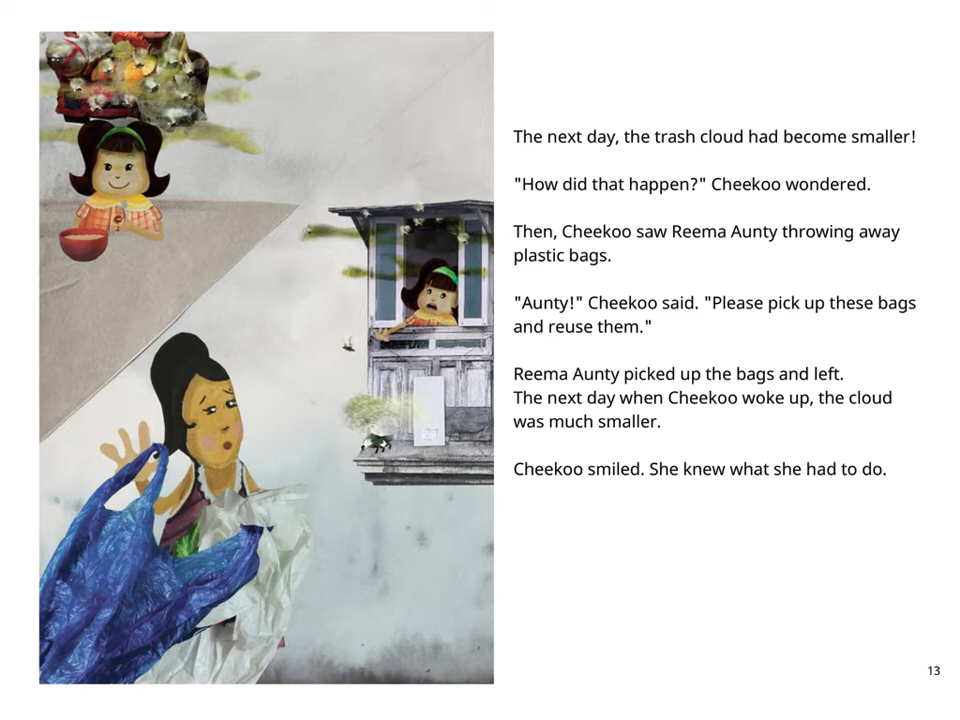 The next day, the trash cloud had become smaller!
"How did that happen?" Cheekoo wondered.
Then, Cheekoo saw Reema Aunty throwing away
plastic bags.
"Aunty!" Cheekoo said. "Please pick up these bags
and reuse them."
Reema Aunty picked up the bags and left.
The next day when Cheekoo woke up, the cloud
was much smaller.
Cheekoo smiled. She knew what she had to do.
13